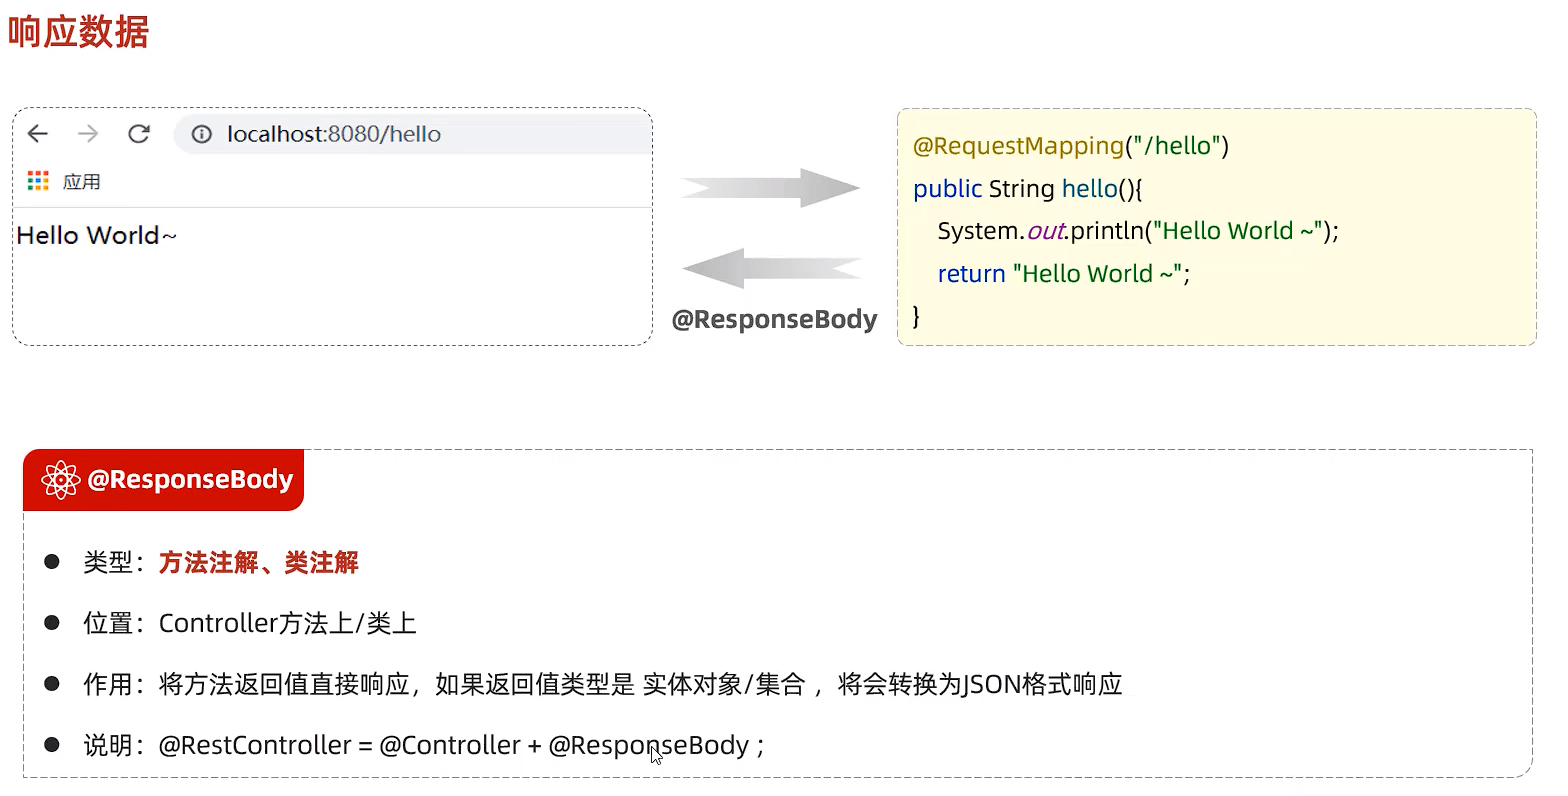 响应数据
localhost:8080/hello
应用
Hello World~
@ResponseBody
@RequestMapping("/hello")
public String hello(){
System.out.println("Hello World ~");
return "Hello World ~";
}
@ResponseBody
● 类型：方法注解、类注解
● 位置：Controller方法上/类上
● 作用：将方法返回值直接响应，如果返回值类型是 实体对象/集合 ，将会转换为JSON格式响应
● 说明：@RestController = @Controller + @ResponseBody ;